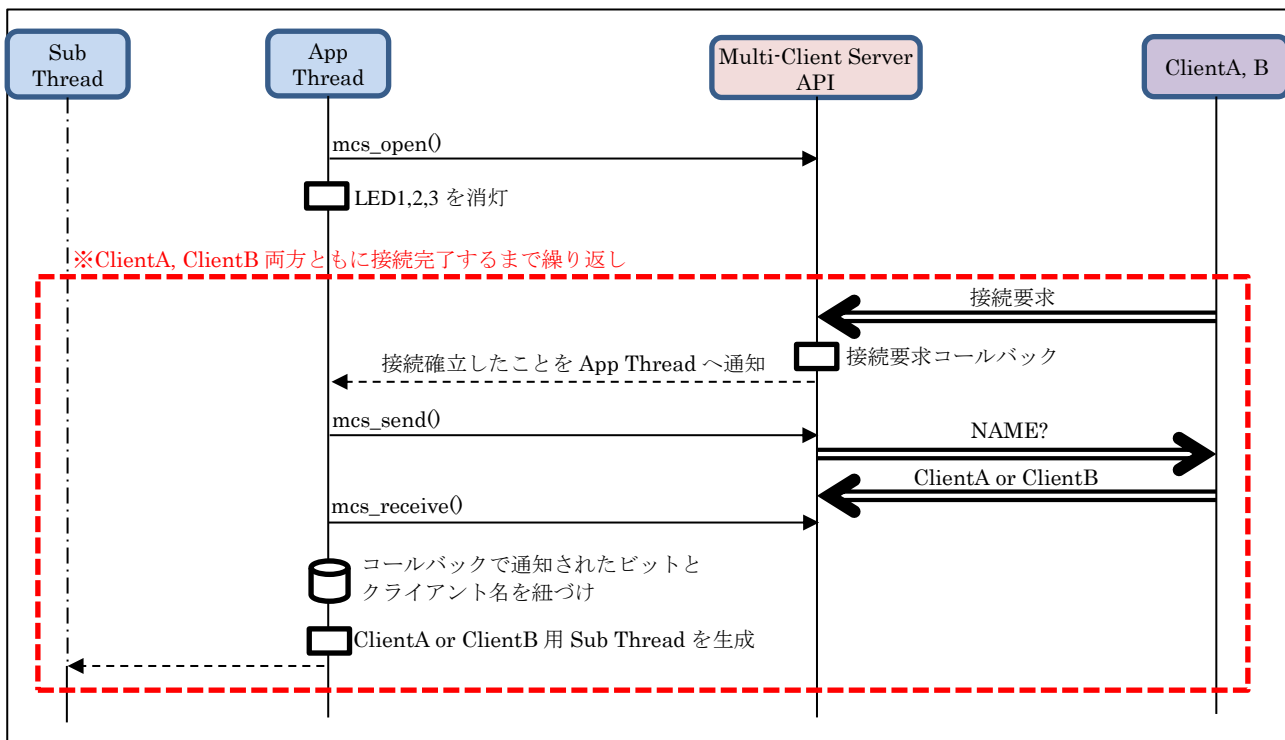 Sub
Thread
App
Thread
Multi-Client Server
API
ClientA, B
mcs_open()
LED1,2,3 を消灯
※ClientA, ClientB 両方ともに接続完了するまで繰り返し
接続要求
接続要求コールバック
接続確立したことを App Thread へ通知
mcs_send()
NAME?
ClientA or ClientB
mcs_receive()
コールバックで通知されたビットと
クライアント名を紐づけ
ClientA or ClientB 用 Sub Thread を生成